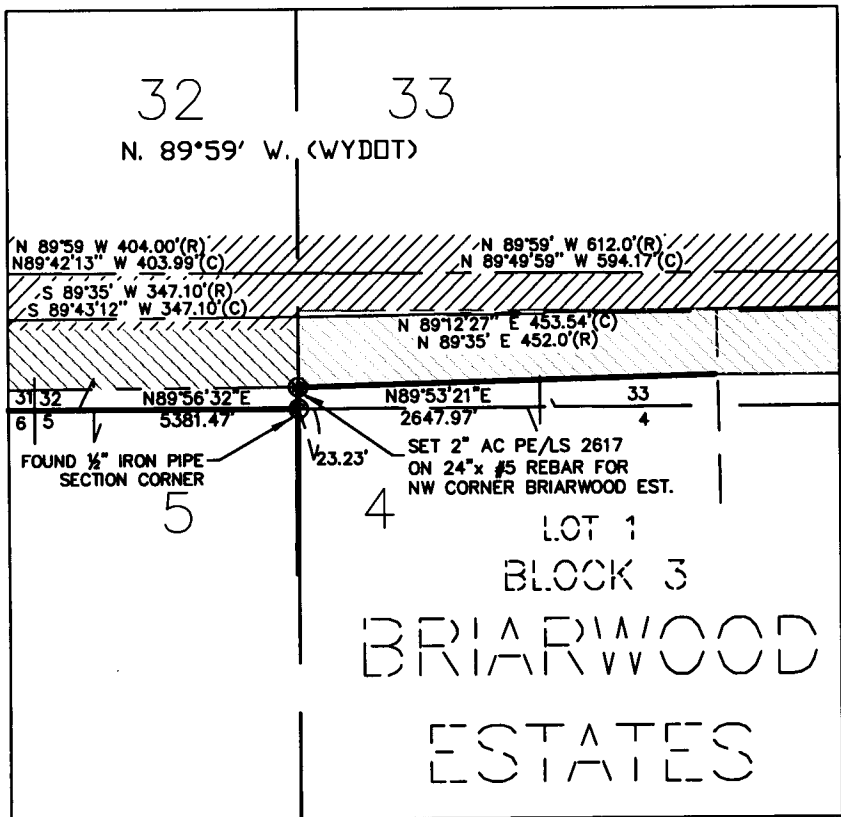 32
33
N. 89°59' W. (WYDOT)
N 89°59 W 404.00'(R)
N89°42'13" W 403.99'(C)
N 89°59' W 612.0'(R)
N 89°49'59" W 594.17'(C)
S 89°35' W 347.10'(R)
S 89°43'12" W 347.10'(C)
N 89°12'27" E 453.54'(C)
N 89°35' E 452.0'(R)
31 32
N89°56'32"E
N89°53'21"E
33
6 5
5381.47'
2647.97'
4
FOUND ½" IRON PIPE
SECTION CORNER
23.23'
SET 2" AC PE/LS 2617
ON 24"x #5 REBAR FOR
NW CORNER BRIARWOOD EST.
5
4
LOT 1
BLOCK 3
BRIARWOOD
ESTATES